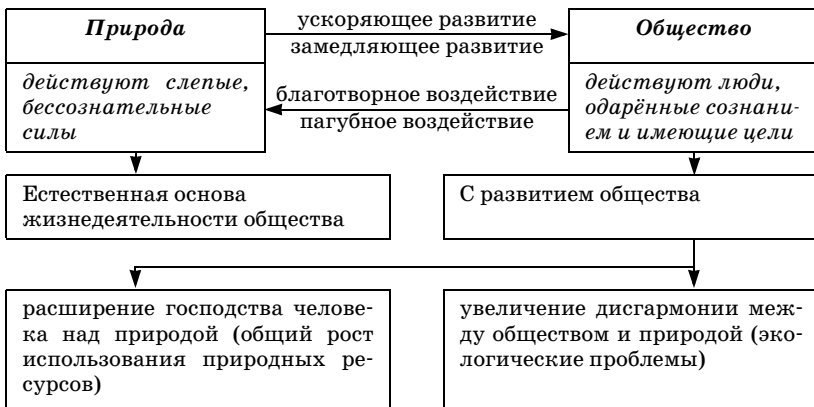 Природа
ускоряющее развитие
замедляющее развитие
Общество
действуют слепые,
бессознательные
силы
благотворное воздействие
пагубное воздействие
действуют люди,
одарённые сознани-
ем и имеющие цели
Естественная основа
жизнедеятельности общества
С развитием общества
расширение господства челове-
ка над природой (общий рост
использования природных ре-
сурсов)
увеличение дисгармонии меж-
ду обществом и природой (эко-
логические проблемы)